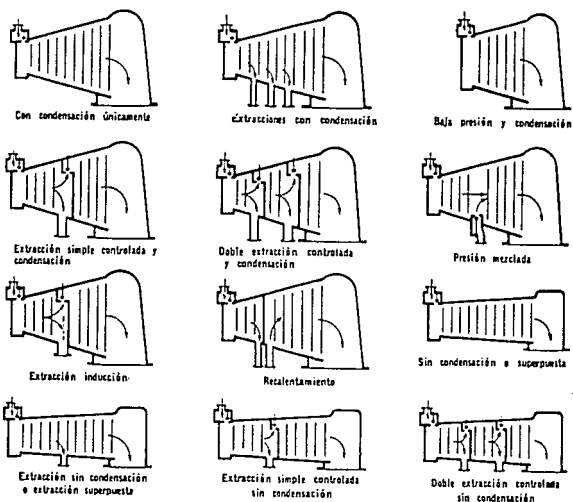 Con condensación únicamente
Extracciones con condensación
Baja presión y condensación
Extracción simple controlada y
condensación
Doble extracción controlada
y condensación
Presión mezclada
Extracción inducción
Recalentamiento
Sin condensación o superpuesta
Extracción sin condensación
o extracción superpuesta
Extracción simple controlada
sin condensación
Doble extracción controlada
sin condensación